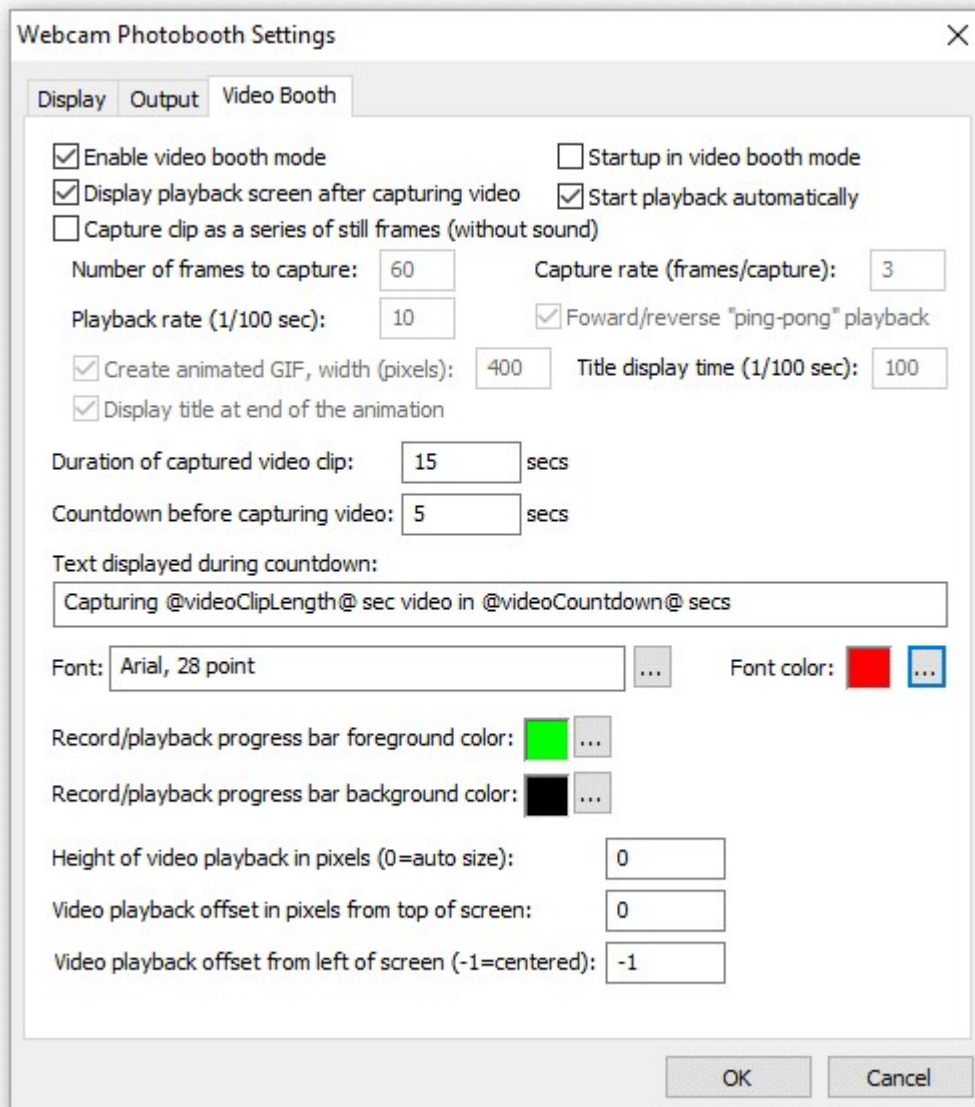 Webcam Photobooth Settings
Display Output Video Booth
Enable video booth mode Startup in video booth mode
Display playback screen after capturing video Start playback automatically
Capture clip as a series of still frames (without sound)
Number of frames to capture: 60 Capture rate (frames/capture): 3
Playback rate (1/100 sec): 10 Foward/reverse "ping-pong" playback
Create animated GIF, width (pixels): 400 Title display time (1/100 sec): 100
Display title at end of the animation
Duration of captured video clip: 15 secs
Countdown before capturing video: 5 secs
Text displayed during countdown:
Capturing @videoClipLength@ sec video in @videoCountdown@ secs
Font: Arial, 28 point ... Font color: ...
Record/playback progress bar foreground color: ...
Record/playback progress bar background color: ...
Height of video playback in pixels (0=auto size): 0
Video playback offset in pixels from top of screen: 0
Video playback offset from left of screen (-1=centered): -1
OK Cancel